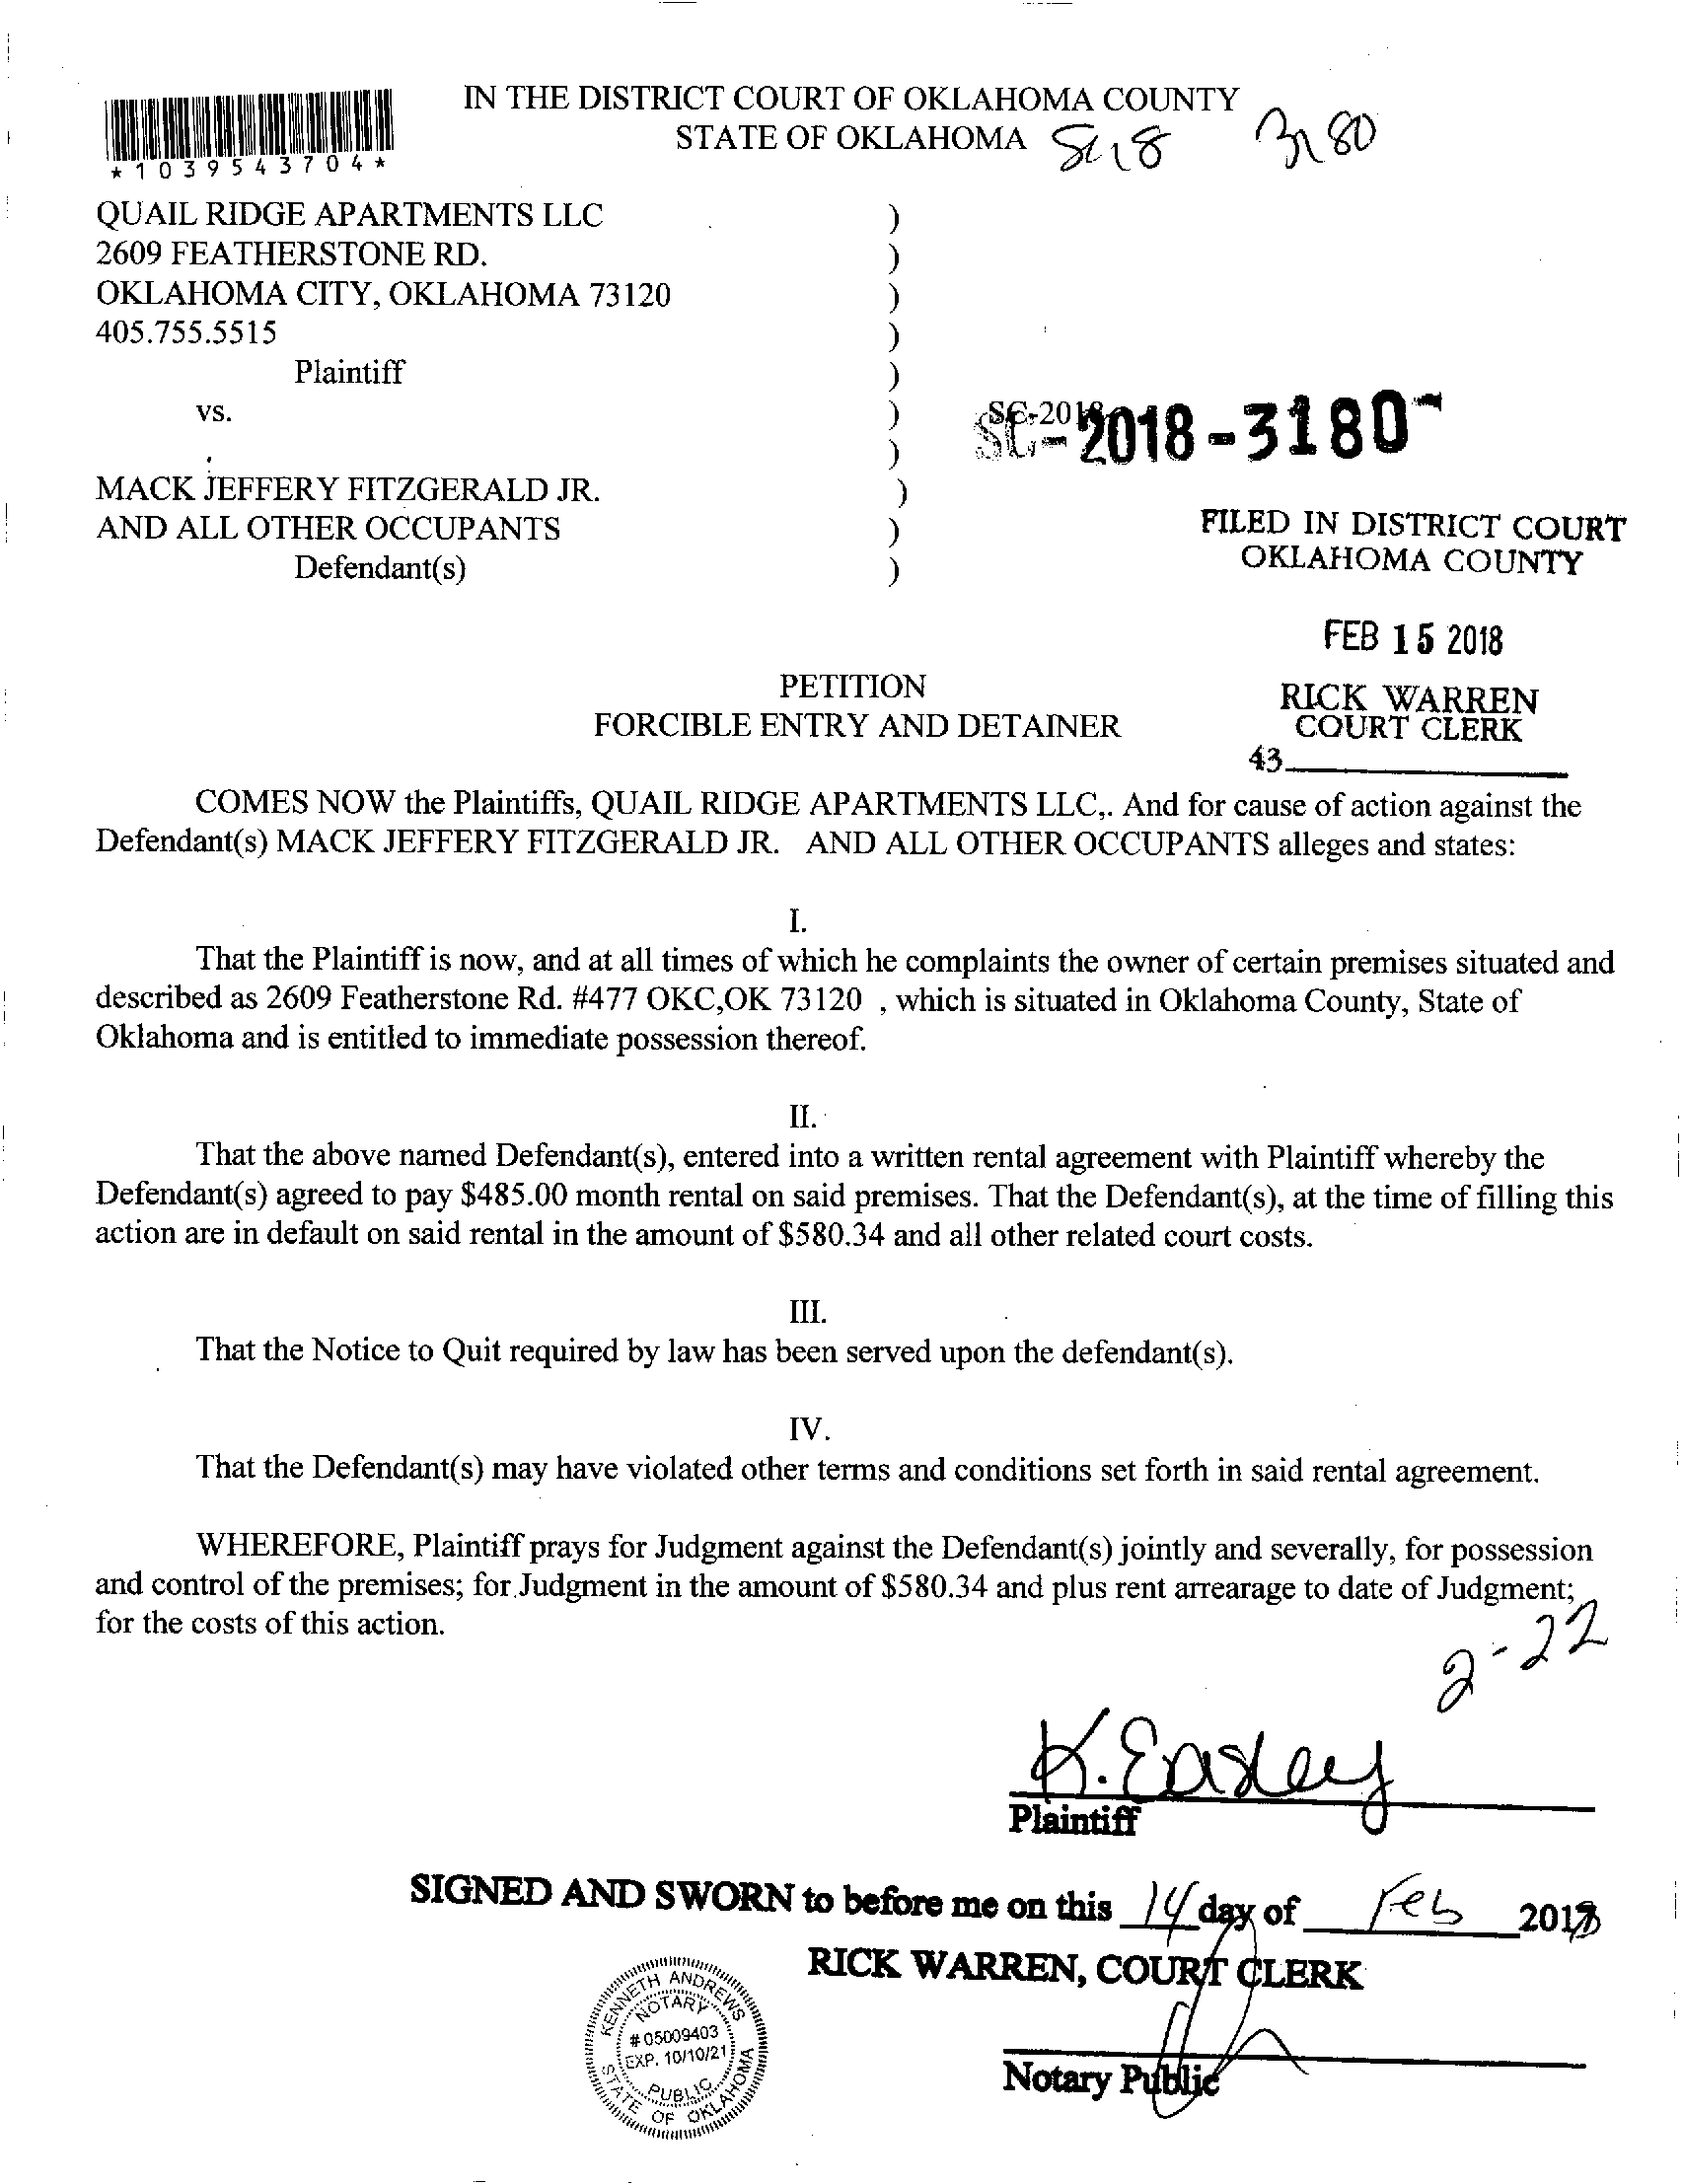 IN THE DISTRICT COURT OF OKLAHOMA COUNTY
STATE OF OKLAHOMA SC 18 3180
*1039543704*
QUAIL RIDGE APARTMENTS LLC )
2609 FEATHERSTONE RD. )
OKLAHOMA CITY, OKLAHOMA 73120 )
405.755.5515 )
Plaintiff )
vs. )
SC-2018-3180
)
MACK JEFFERY FITZGERALD JR. )
AND ALL OTHER OCCUPANTS )
Defendant(s) )
FILED IN DISTRICT COURT
OKLAHOMA COUNTY
FEB 15 2018
RICK WARREN
COURT CLERK
43
PETITION
FORCIBLE ENTRY AND DETAINER
COMES NOW the Plaintiffs, QUAIL RIDGE APARTMENTS LLC,. And for cause of action against the
Defendant(s) MACK JEFFERY FITZGERALD JR. AND ALL OTHER OCCUPANTS alleges and states:
I.
That the Plaintiff is now, and at all times of which he complaints the owner of certain premises situated and
described as 2609 Featherstone Rd. #477 OKC,OK 73120 , which is situated in Oklahoma County, State of
Oklahoma and is entitled to immediate possession thereof.
II.
That the above named Defendant(s), entered into a written rental agreement with Plaintiff whereby the
Defendant(s) agreed to pay $485.00 month rental on said premises. That the Defendant(s), at the time of filling this
action are in default on said rental in the amount of $580.34 and all other related court costs.
III.
That the Notice to Quit required by law has been served upon the defendant(s).
IV.
That the Defendant(s) may have violated other terms and conditions set forth in said rental agreement.
WHEREFORE, Plaintiff prays for Judgment against the Defendant(s) jointly and severally, for possession
and control of the premises; for Judgment in the amount of $580.34 and plus rent arrearage to date of Judgment;
for the costs of this action.
2-22
K. Easley
Plaintiff
SIGNED AND SWORN to before me on this 14 day of Feb 2018
RICK WARREN, COURT CLERK
Notary Public
KENNETH ANDREWS
NOTARY
#05009403
EXP. 10/10/21
PUBLIC
STATE OF OKLAHOMA